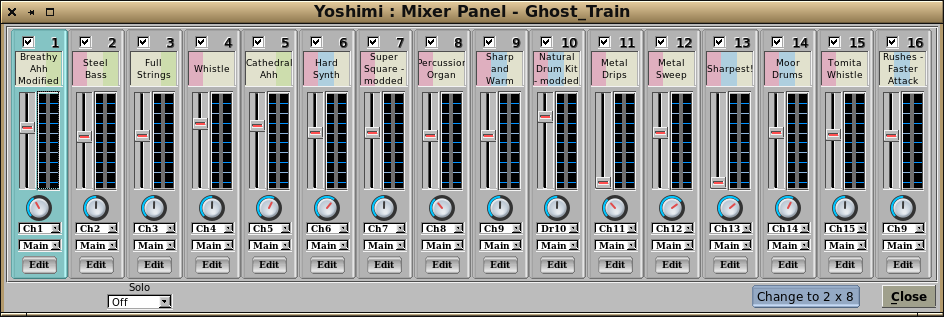 Yoshimi : Mixer Panel - Ghost_Train
1 2 3 4 5 6 7 8 9 10 11 12 13 14 15 16
Breathy
Ahh
Modified
Steel
Bass
Full
Strings
Whistle
Cathedral
Ahh
Hard
Synth
Super
Square -
modded
Percussion
Organ
Sharp
and
Warm
Natural
Drum Kit
- modded
Metal
Drips
Metal
Sweep
Sharpest!
Moor
Drums
Tomita
Whistle
Rushes -
Faster
Attack
Ch1 Ch2 Ch3 Ch4 Ch5 Ch6 Ch7 Ch8 Ch9 Dr10 Ch11 Ch12 Ch13 Ch14 Ch15 Ch9
Main Main Main Main Main Main Main Main Main Main Main Main Main Main Main Main
Edit Edit Edit Edit Edit Edit Edit Edit Edit Edit Edit Edit Edit Edit Edit Edit
Solo
Off
Change to 2 x 8
Close